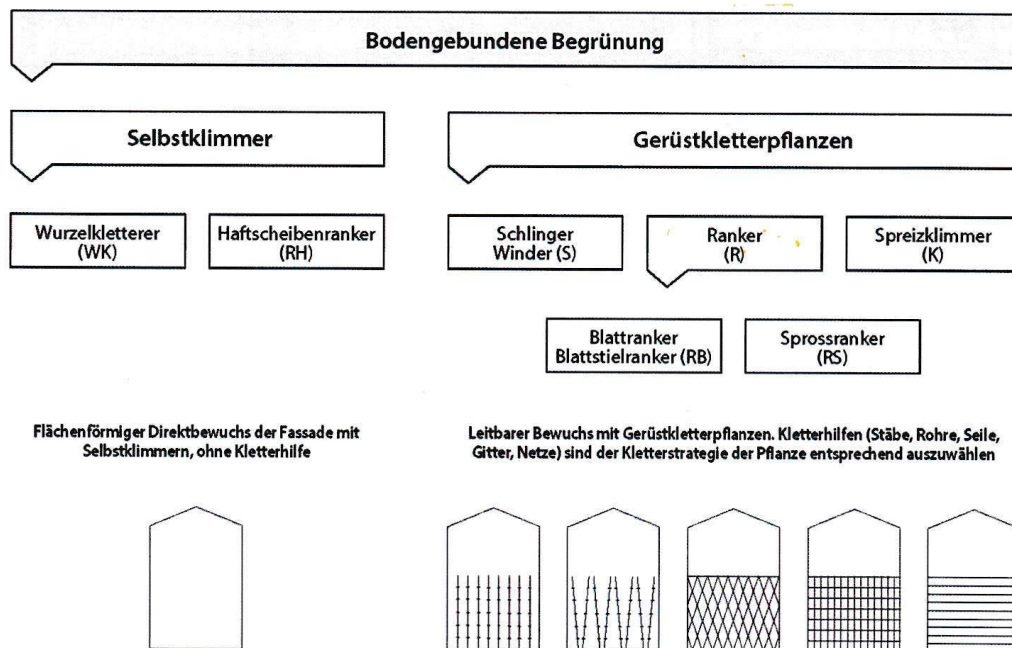 Bodengebundene Begrünung
Selbstklimmer
Gerüstkletterpflanzen
Wurzelkletterer
(WK)
Haftscheibenranker
(RH)
Schlinger
Winder (S)
Ranker
(R)
Spreizklimmer
(K)
Blattranker
Blattstielranker (RB)
Sprossranker
(RS)
Flächenförmiger Direktbewuchs der Fassade mit
Selbstklimmern, ohne Kletterhilfe
Leitbarer Bewuchs mit Gerüstkletterpflanzen. Kletterhilfen (Stäbe, Rohre, Seile,
Gitter, Netze) sind der Kletterstrategie der Pflanze entsprechend auszuwählen